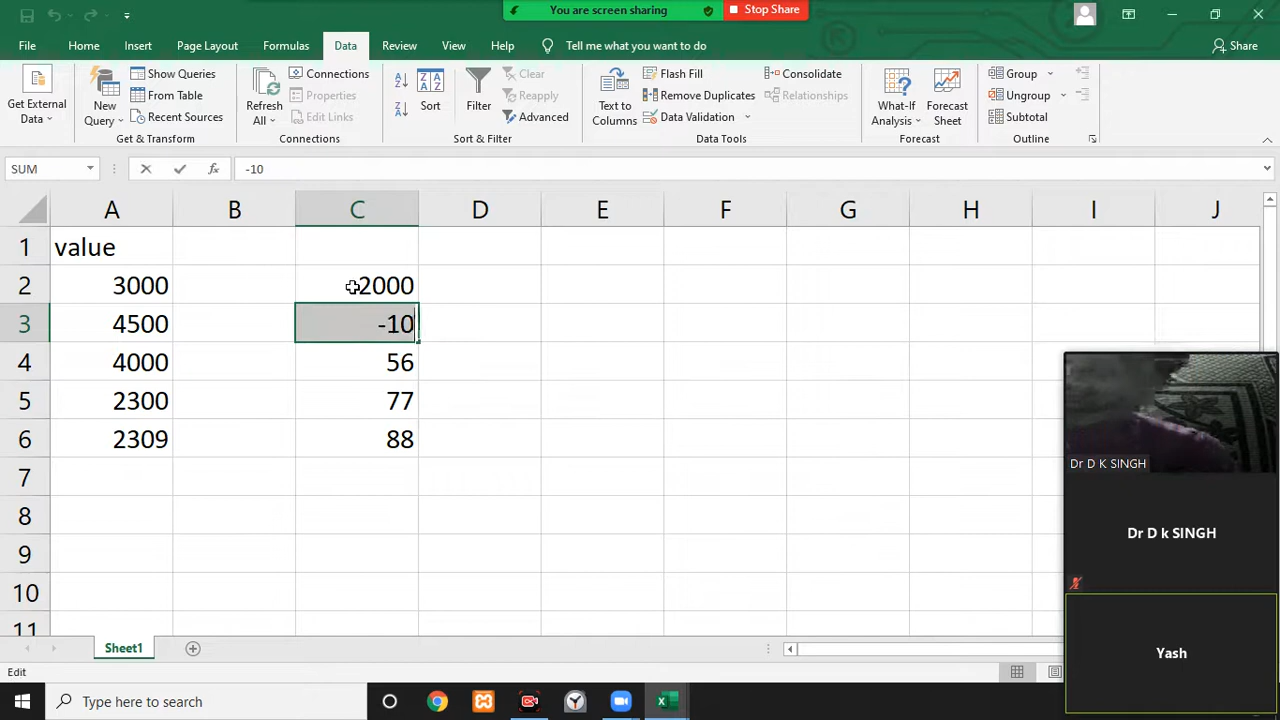 You are screen sharing
Stop Share
File Home Insert Page Layout Formulas Data Review View Help Tell me what you want to do Share
Get External Data
New Query
Show Queries
From Table
Recent Sources
Get & Transform
Refresh All
Connections
Properties
Edit Links
Connections
Sort
Filter
Clear
Reapply
Advanced
Sort & Filter
Text to Columns
Flash Fill
Remove Duplicates
Data Validation
Consolidate
Relationships
Data Tools
What-If Analysis
Forecast Sheet
Forecast
Group
Ungroup
Subtotal
Outline
SUM fx -10
A B C D E F G H I J
1 value
2 3000 2000
3 4500 -10
4 4000 56
5 2300 77
6 2309 88
7
8
9
10
11
Dr D K SINGH
Dr D k SINGH
Yash
Sheet1
Edit
Type here to search